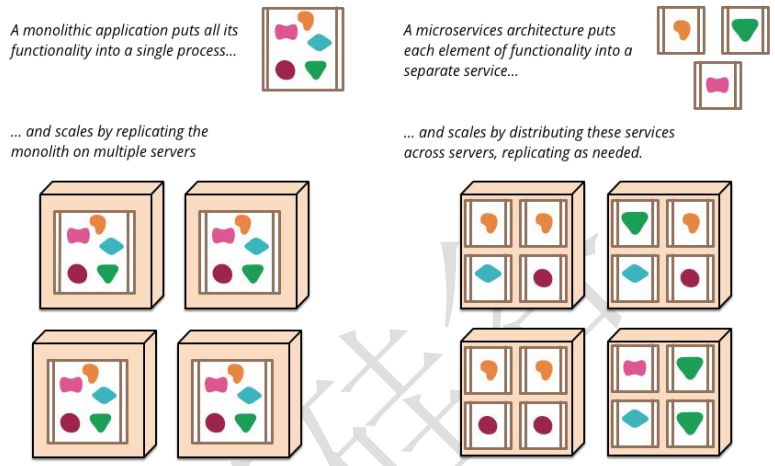 A monolithic application puts all its
functionality into a single process...
... and scales by replicating the
monolith on multiple servers
A microservices architecture puts
each element of functionality into a
separate service...
... and scales by distributing these services
across servers, replicating as needed.